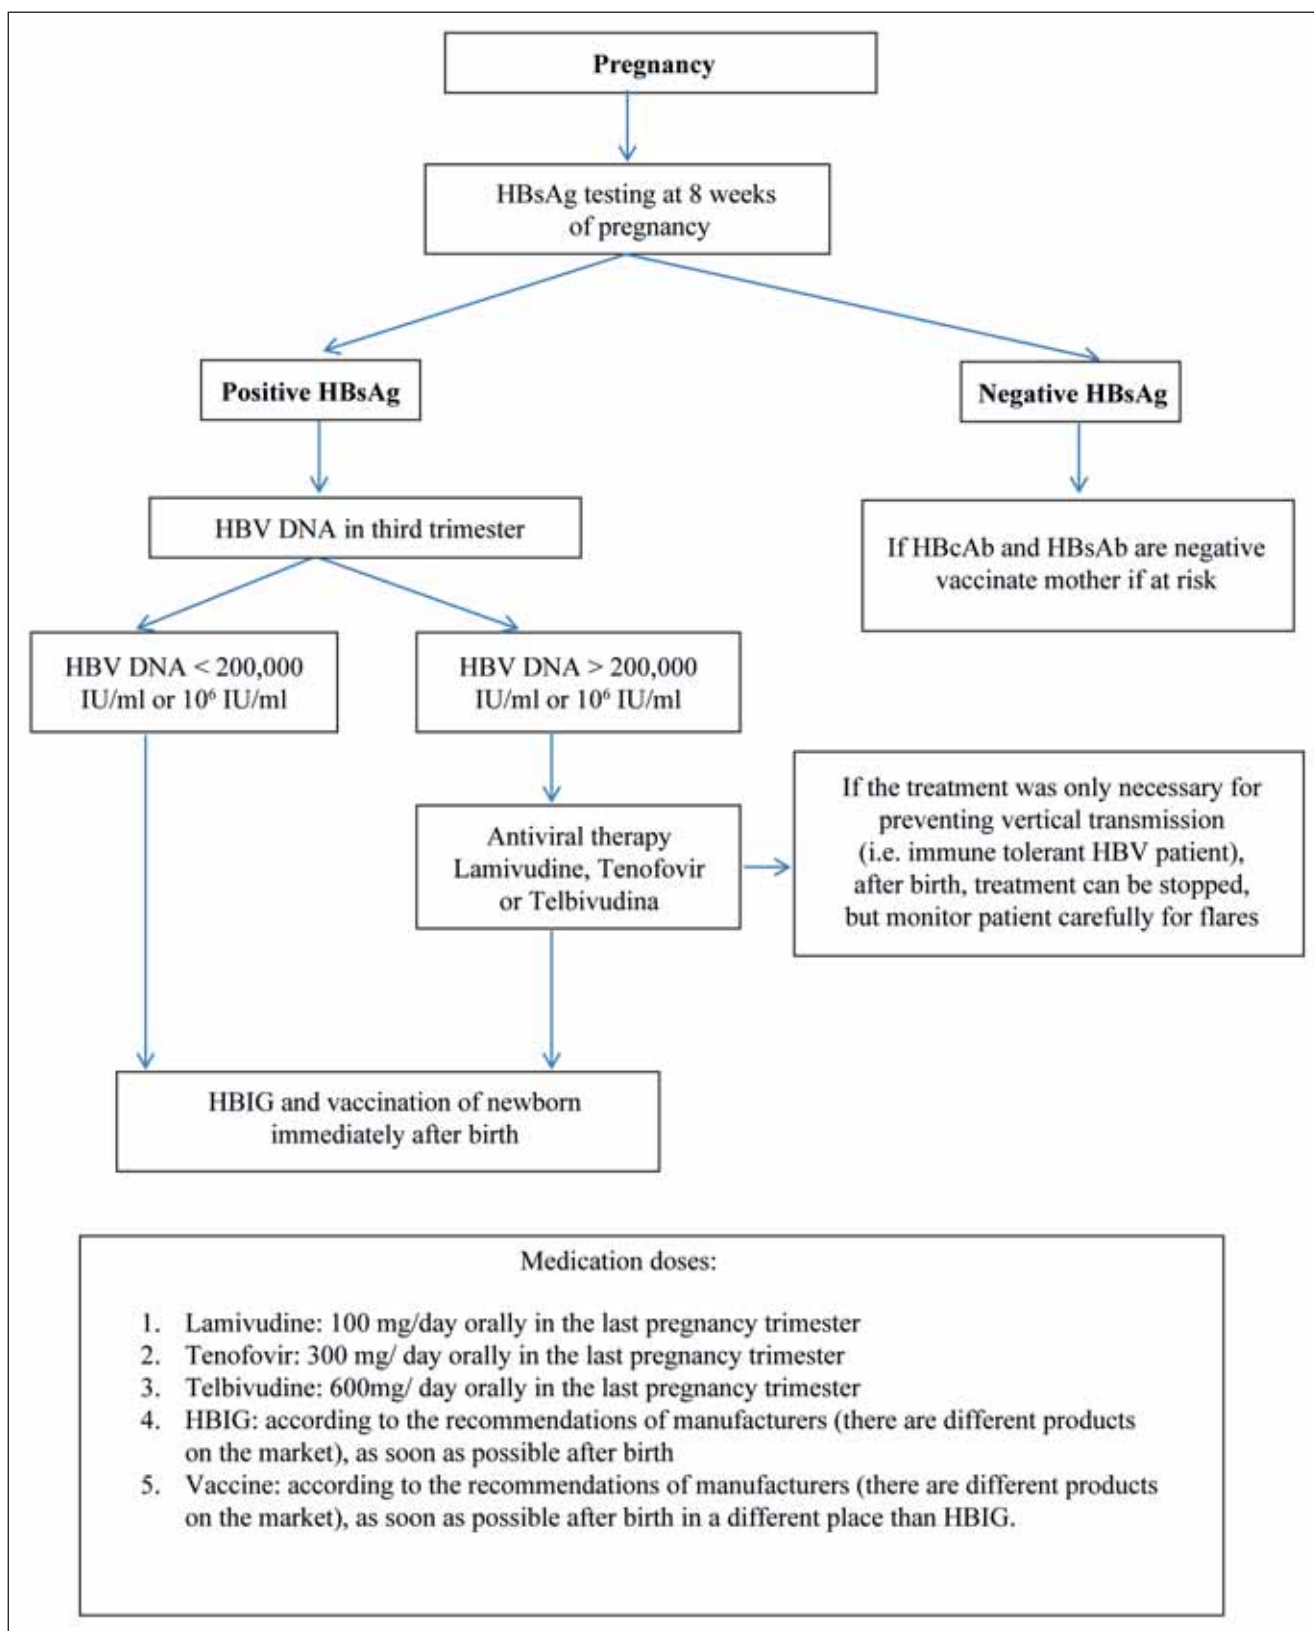 Pregnancy
HBsAg testing at 8 weeks
of pregnancy
Positive HBsAg
Negative HBsAg
HBV DNA in third trimester
If HBcAb and HBsAb are negative
vaccinate mother if at risk
HBV DNA < 200,000
IU/ml or 10⁶ IU/ml
HBV DNA > 200,000
IU/ml or 10⁶ IU/ml
Antiviral therapy
Lamivudine, Tenofovir
or Telbivudina
If the treatment was only necessary for
preventing vertical transmission
(i.e. immune tolerant HBV patient),
after birth, treatment can be stopped,
but monitor patient carefully for flares
HBIG and vaccination of newborn
immediately after birth
Medication doses:
1. Lamivudine: 100 mg/day orally in the last pregnancy trimester
2. Tenofovir: 300 mg/ day orally in the last pregnancy trimester
3. Telbivudine: 600mg/ day orally in the last pregnancy trimester
4. HBIG: according to the recommendations of manufacturers (there are different products
on the market), as soon as possible after birth
5. Vaccine: according to the recommendations of manufacturers (there are different products
on the market), as soon as possible after birth in a different place than HBIG.